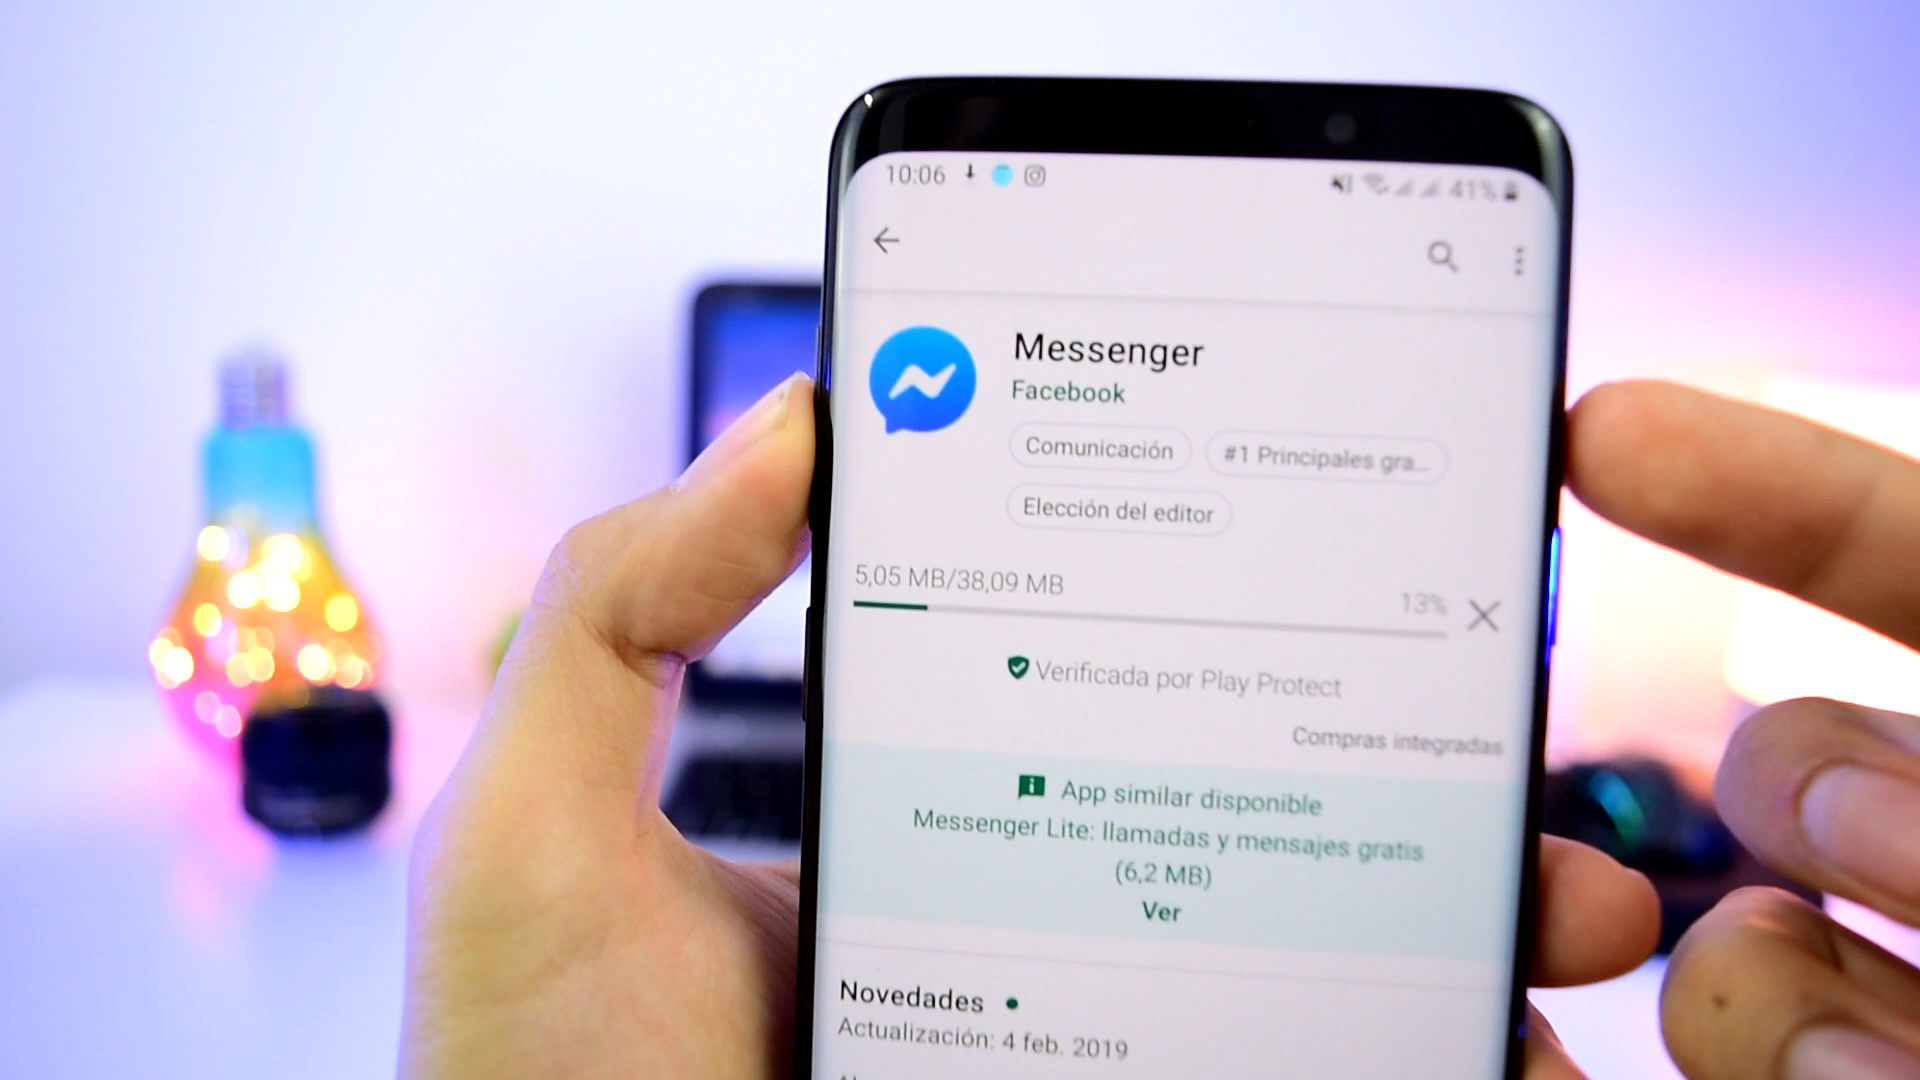 10:06 41%
Messenger
Facebook
Comunicación #1 Principales gra...
Elección del editor
5,05 MB/38,09 MB 13%
Verificada por Play Protect
Compras integradas
App similar disponible
Messenger Lite: llamadas y mensajes gratis
(6,2 MB)
Ver
Novedades
Actualización: 4 feb. 2019